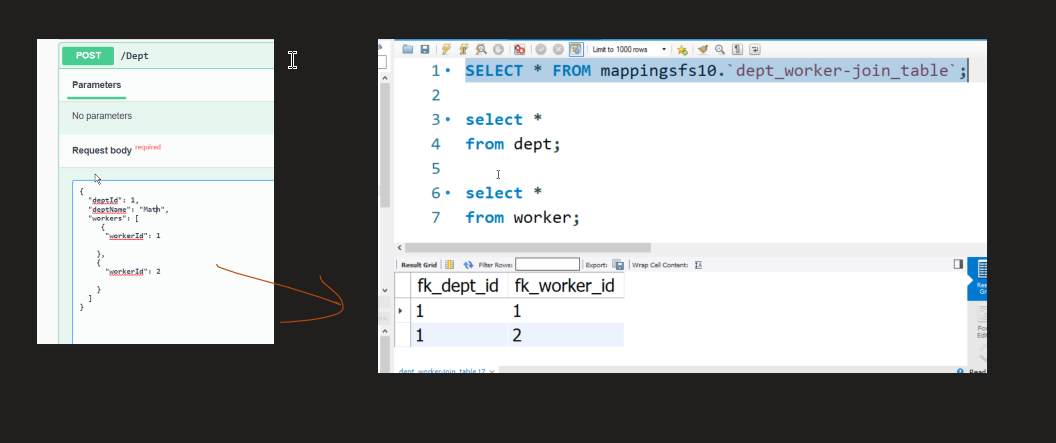 POST /Dept
Parameters
No parameters
Request body required
{
"deptId": 1,
"deptName": "Math",
"workers": [
{
"workerId": 1
},
{
"workerId": 2
}
]
}
Limit to 1000 rows
1 SELECT * FROM mappingsfs10.`dept_worker-join_table`;
2
3 select *
4 from dept;
5
6 select *
7 from worker;
Result Grid Filter Rows: Export: Wrap Cell Content:
fk_dept_id fk_worker_id
1 1
1 2
dept_worker-join_table 17